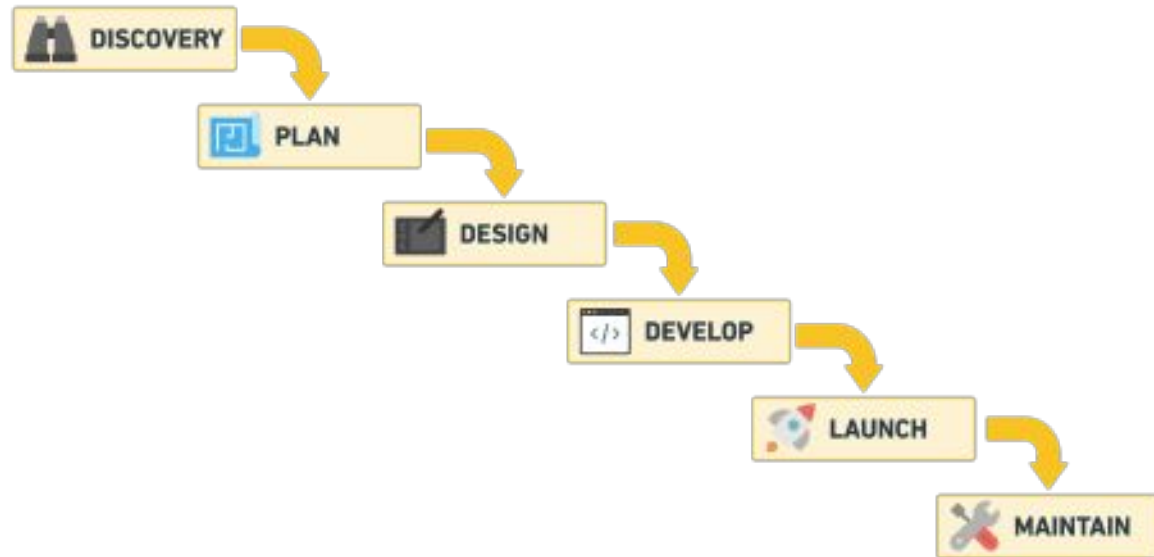 DISCOVERY
PLAN
DESIGN
</> DEVELOP
LAUNCH
MAINTAIN